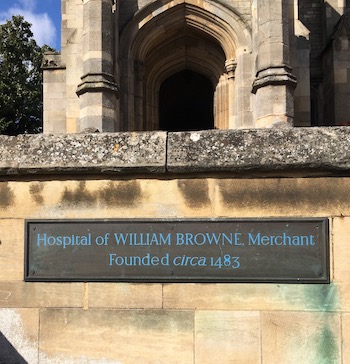 Hospital of WILLIAM BROWNE, Merchant
Founded circa 1483